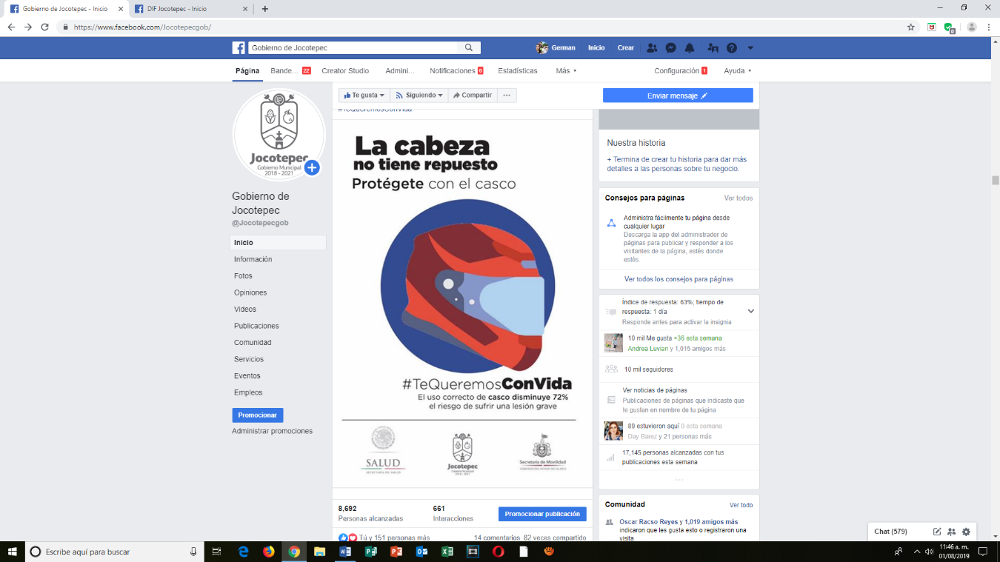 Gobierno de Jocotepec - Inicio
DIF Jocotepec - Inicio
https://www.facebook.com/Jocotepecgob/
Gobierno de Jocotepec
German
Inicio
Crear
Página
Bande... 22
Creator Studio
Admini...
Notificaciones 6
Estadísticas
Más
Configuración 1
Ayuda
Jocotepec
Gobierno Municipal
2018 - 2021
Gobierno de
Jocotepec
@Jocotepecgob
Inicio
Información
Fotos
Opiniones
Videos
Publicaciones
Comunidad
Servicios
Eventos
Empleos
Promocionar
Administrar promociones
Te gusta
Siguiendo
Compartir
...
Enviar mensaje
#TeQueremosConVida
La cabeza
no tiene repuesto
Protégete con el casco
#TeQueremosConVida
El uso correcto de casco disminuye 72%
el riesgo de sufrir una lesión grave
SALUD
SECRETARÍA DE SALUD
Jocotepec
Gobierno Municipal
2018 - 2021
Secretaría de Movilidad
GOBIERNO DEL ESTADO DE JALISCO
8,692
Personas alcanzadas
661
Interacciones
Promocionar publicación
Tú y 151 personas más
14 comentarios 82 veces compartido
Nuestra historia
+ Termina de crear tu historia para dar más
detalles a las personas sobre tu negocio.
Consejos para páginas
Ver todos
Administra fácilmente tu página desde
cualquier lugar
Descarga la app del administrador de
páginas para publicar y responder a los
visitantes de la página, estés donde
estés.
Ver todos los consejos para páginas
Índice de respuesta: 63%; tiempo de
respuesta: 1 día
Responde antes para activar la insignia
10 mil Me gusta +36 esta semana
Andrea Luvian y 1,015 amigos más
10 mil seguidores
Ver noticias de páginas
Publicaciones de páginas que indicaste que
te gustan en nombre de tu página
89 estuvieron aquí 0 esta semana
Day Barez y 21 personas más
17,145 personas alcanzadas con tus
publicaciones esta semana
Comunidad
Ver todo
Oscar Racso Reyes y 1,019 amigos más
indicaron que les gusta esto o registraron una
visita
Chat (579)
Escribe aquí para buscar
11:46 a. m.
01/08/2019